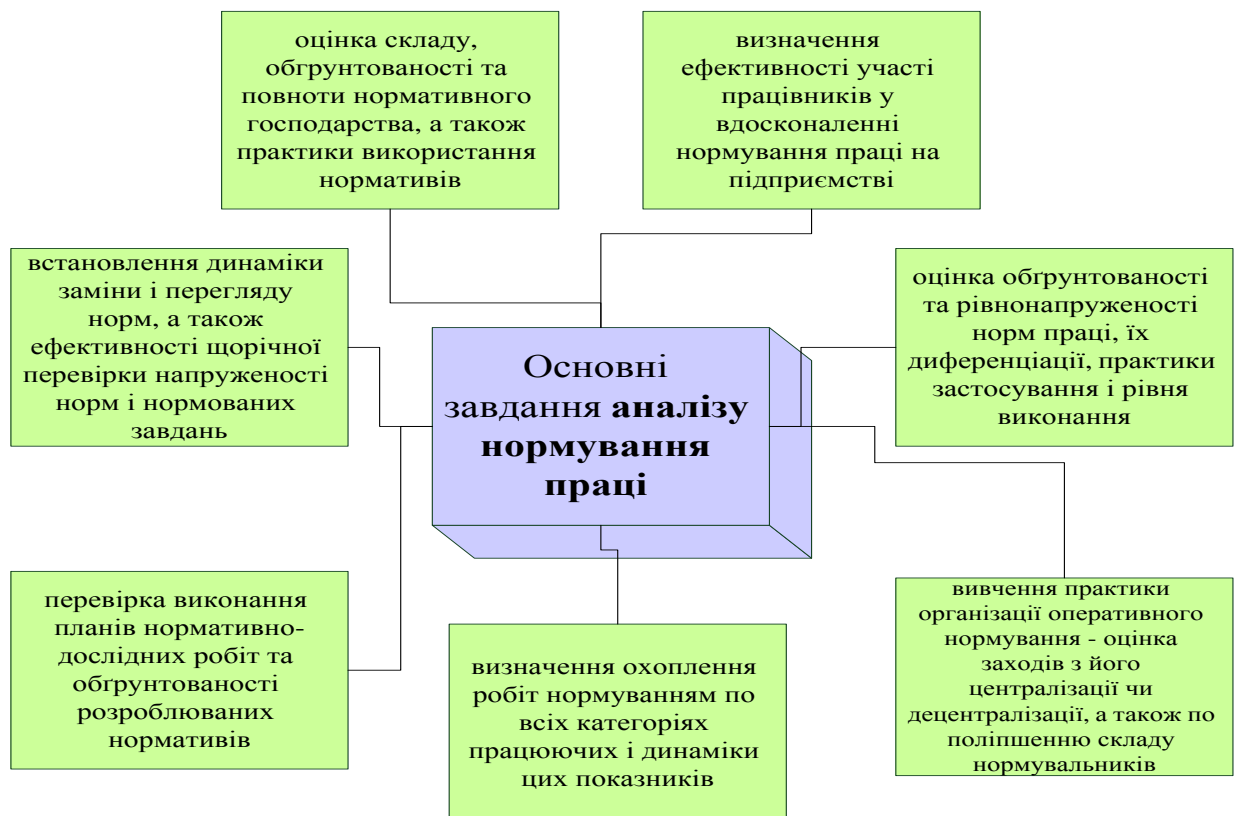 оцінка складу,
обгрунтованості та
повноти нормативного
господарства, а також
практики використання
нормативів
визначення
ефективності участі
працівників у
вдосконаленні
нормування праці на
підприємстві
встановлення динаміки
заміни і перегляду
норм, а також
ефективності щорічної
перевірки напруженості
норм і нормованих
завдань
Основні
завдання аналізу
нормування
праці
оцінка обґрунтованості
та рівнонапруженості
норм праці, їх
диференціації, практики
застосування і рівня
виконання
перевірка виконання
планів нормативно-
дослідних робіт та
обґрунтованості
розроблюваних
нормативів
визначення охоплення
робіт нормуванням по
всіх категоріях
працюючих і динаміки
цих показників
вивчення практики
організації оперативного
нормування - оцінка
заходів з його
централізації чи
децентралізації, а також по
поліпшенню складу
нормувальників